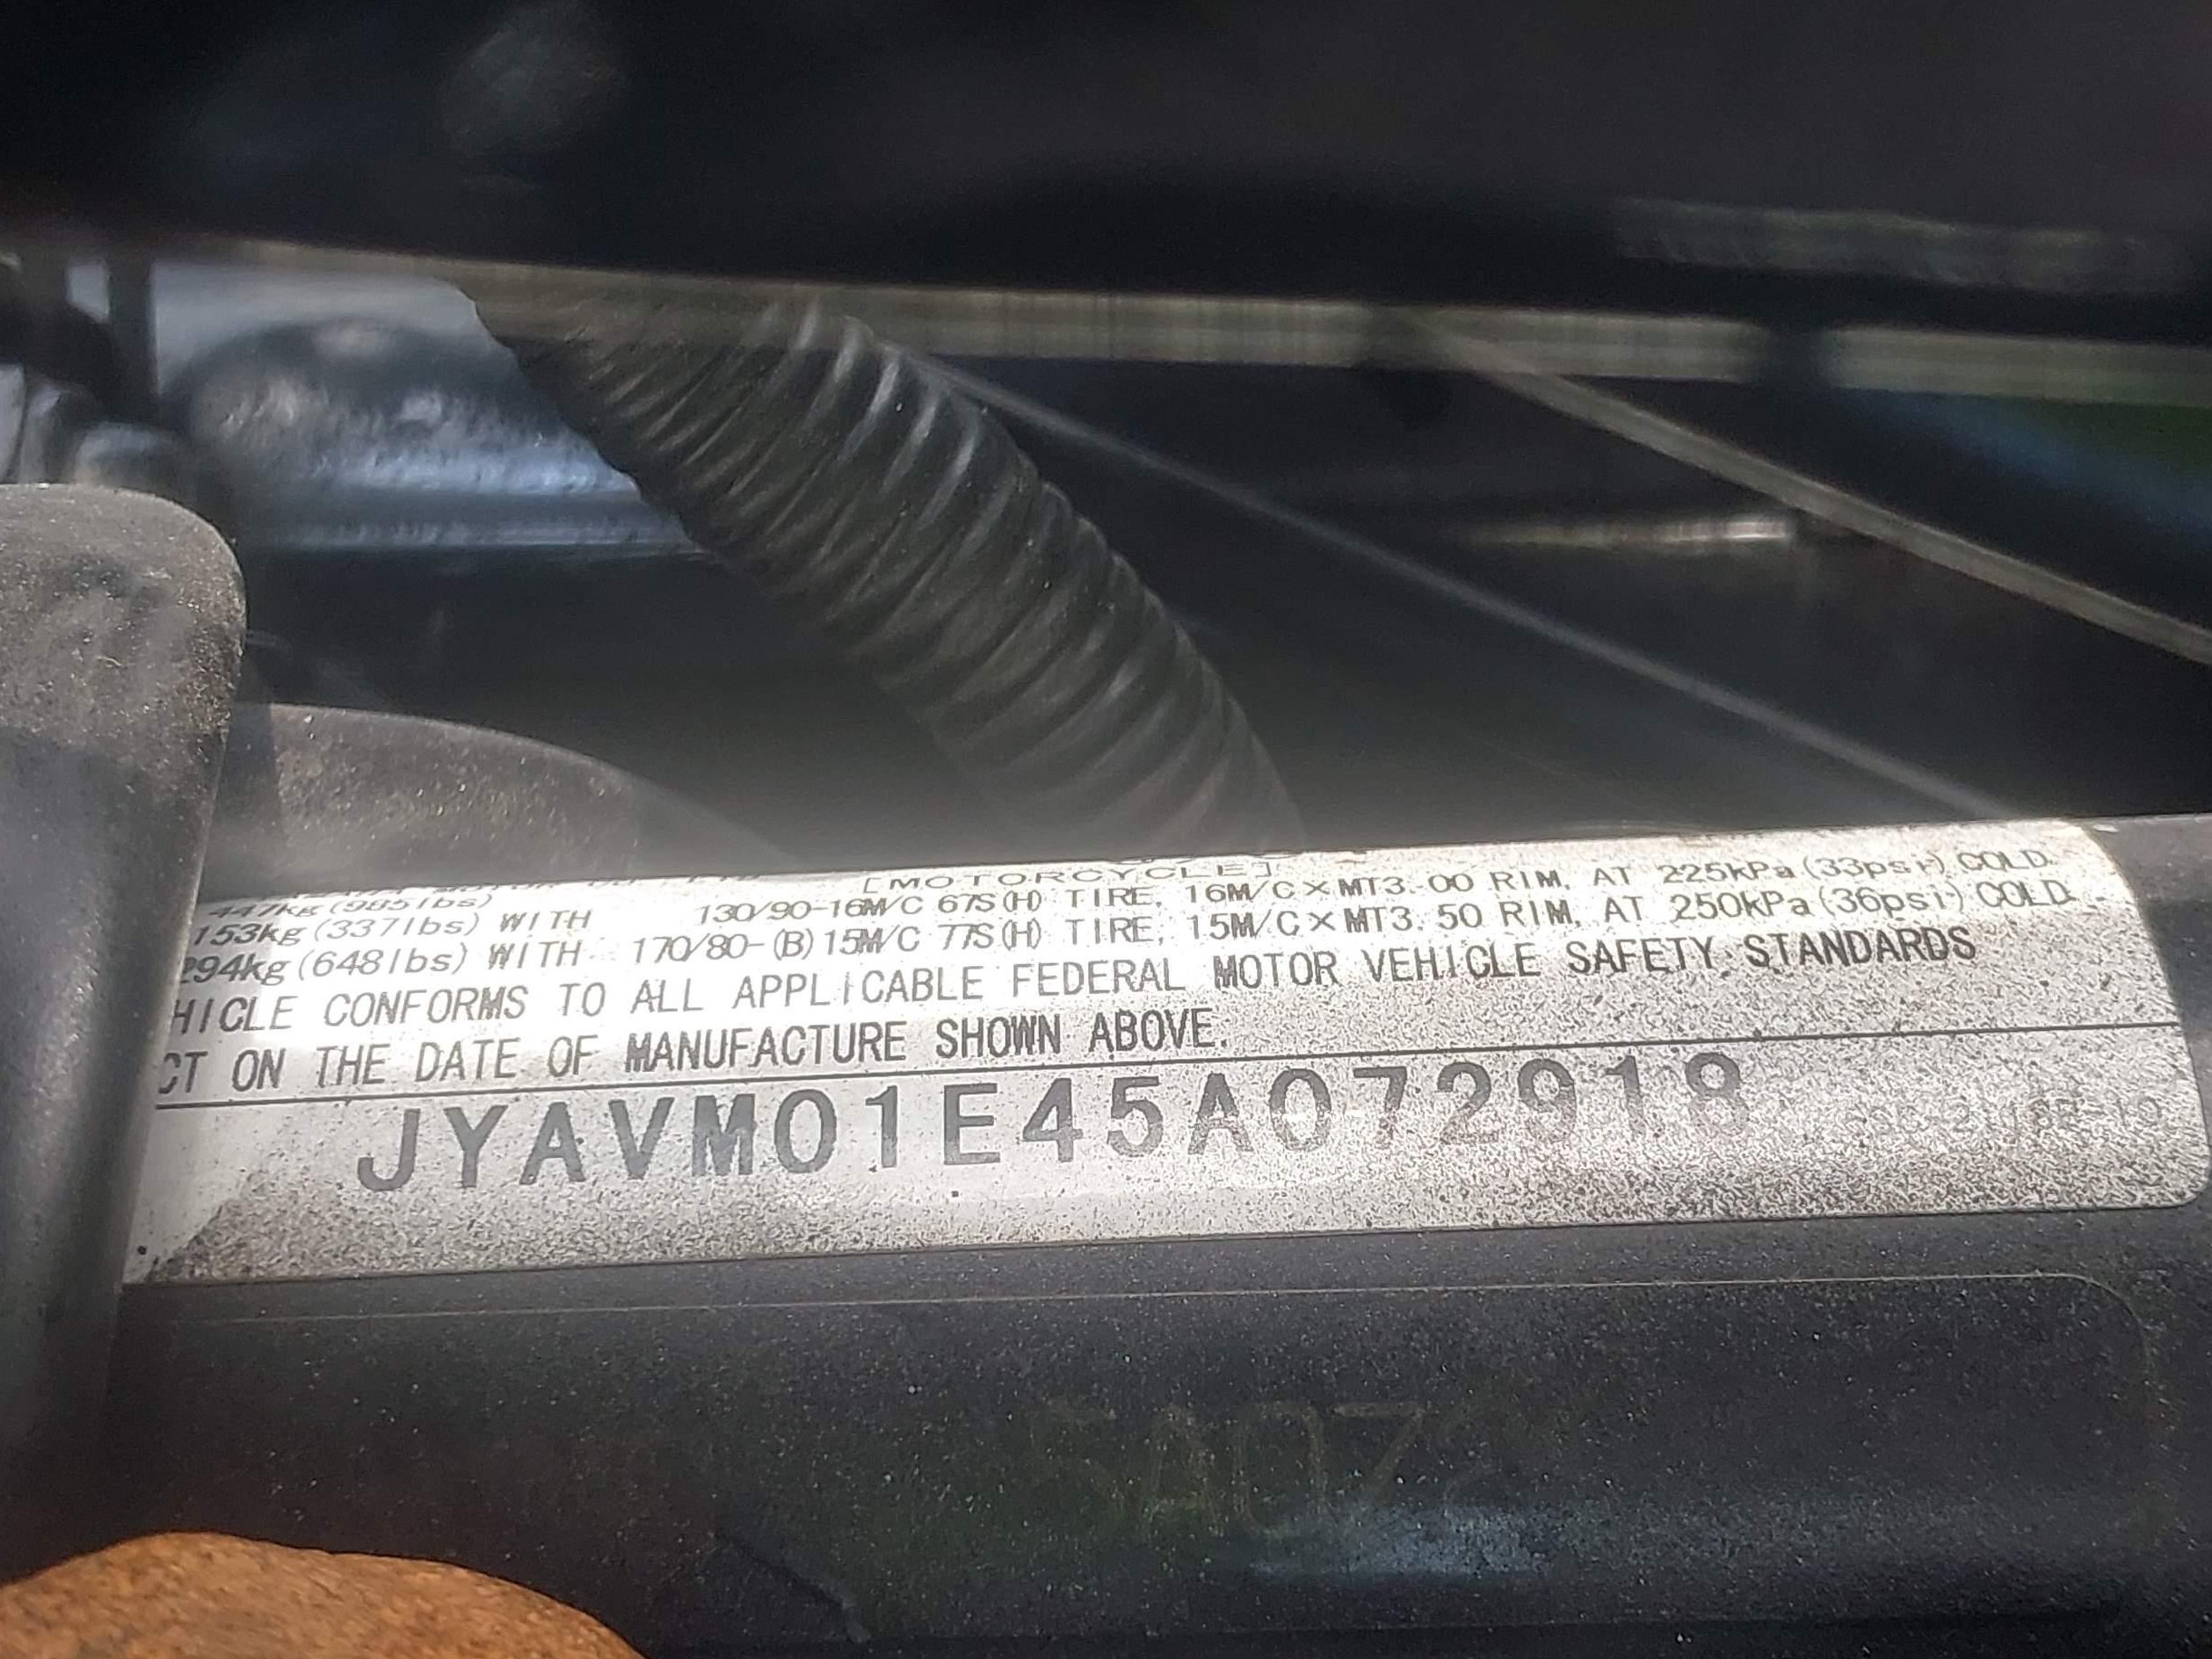 [MOTORCYCLE]
447kg (985lbs)
153kg (337lbs) WITH 130/90-16M/C 67S(H) TIRE, 16M/C×MT3.00 RIM, AT 225kPa (33psi) COLD.
294kg (648lbs) WITH 170/80-(B)15M/C 77S(H) TIRE, 15M/C×MT3.50 RIM, AT 250kPa (36psi) COLD.
HICLE CONFORMS TO ALL APPLICABLE FEDERAL MOTOR VEHICLE SAFETY STANDARDS
CT ON THE DATE OF MANUFACTURE SHOWN ABOVE.
JYAVM01E45A072918